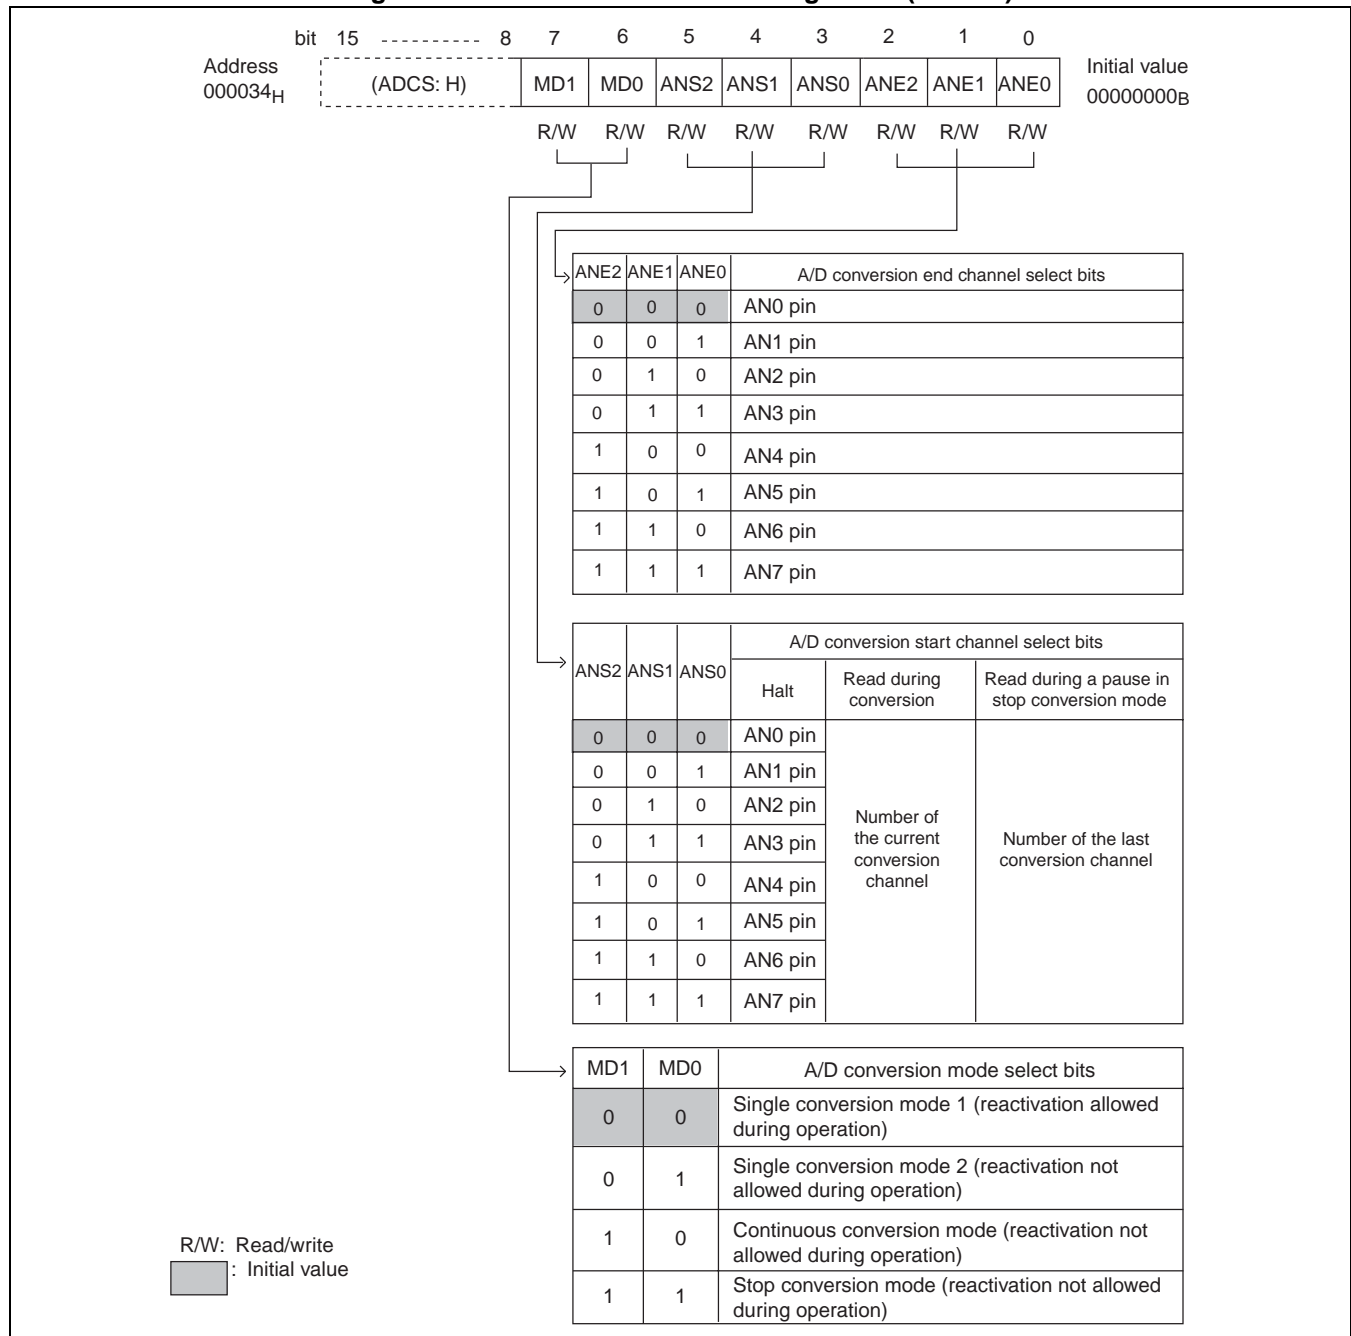 bit 15 ---------- 8 7 6 5 4 3 2 1 0
Address 000034H (ADCS: H) MD1 MD0 ANS2 ANS1 ANS0 ANE2 ANE1 ANE0 Initial value 00000000B
R/W R/W R/W R/W R/W R/W R/W R/W
ANE2 ANE1 ANE0 A/D conversion end channel select bits
0 0 0 AN0 pin
0 0 1 AN1 pin
0 1 0 AN2 pin
0 1 1 AN3 pin
1 0 0 AN4 pin
1 0 1 AN5 pin
1 1 0 AN6 pin
1 1 1 AN7 pin
ANS2 ANS1 ANS0 A/D conversion start channel select bits
Halt Read during conversion Read during a pause in stop conversion mode
0 0 0 AN0 pin
0 0 1 AN1 pin
0 1 0 AN2 pin
0 1 1 AN3 pin
1 0 0 AN4 pin
1 0 1 AN5 pin
1 1 0 AN6 pin
1 1 1 AN7 pin
Number of the current conversion channel
Number of the last conversion channel
MD1 MD0 A/D conversion mode select bits
0 0 Single conversion mode 1 (reactivation allowed during operation)
0 1 Single conversion mode 2 (reactivation not allowed during operation)
1 0 Continuous conversion mode (reactivation not allowed during operation)
1 1 Stop conversion mode (reactivation not allowed during operation)
R/W: Read/write
: Initial value